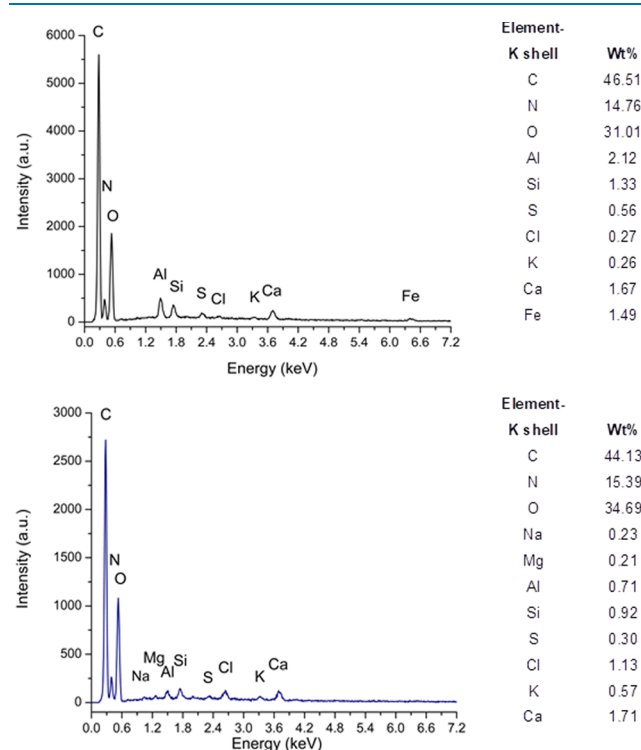 Element-
K shell Wt%
C 46.51
N 14.76
O 31.01
Al 2.12
Si 1.33
S 0.56
Cl 0.27
K 0.26
Ca 1.67
Fe 1.49
Intensity (a.u.)
6000
5000
4000
3000
2000
1000
0
C
N
O
Al
Si
S
Cl
K
Ca
Fe
0.0 0.6 1.2 1.8 2.4 3.0 3.6 4.2 4.8 5.4 6.0 6.6 7.2
Energy (keV)
Element-
K shell Wt%
C 44.13
N 15.39
O 34.69
Na 0.23
Mg 0.21
Al 0.71
Si 0.92
S 0.30
Cl 1.13
K 0.57
Ca 1.71
Intensity (a.u.)
3000
2500
2000
1500
1000
500
0
C
N
O
Na
Mg
Al
Si
S
Cl
K
Ca
0.0 0.6 1.2 1.8 2.4 3.0 3.6 4.2 4.8 5.4 6.0 6.6 7.2
Energy (keV)